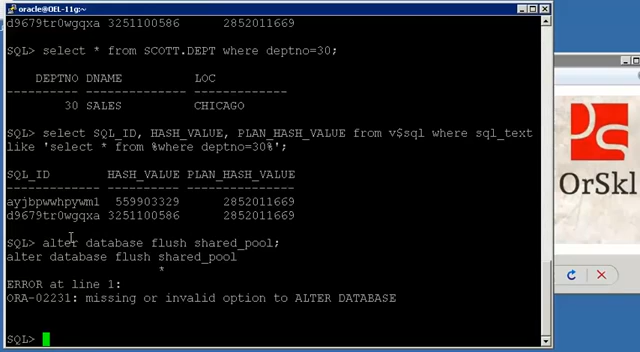 oracle@OEL-11g:~
d9679tr0wgqxa 3251100586 2852011669
SQL> select * from SCOTT.DEPT where deptno=30;
DEPTNO DNAME LOC
---------- -------------- -------------
30 SALES CHICAGO
SQL> select SQL_ID, HASH_VALUE, PLAN_HASH_VALUE from v$sql where sql_text
like 'select * from %where deptno=30%';
SQL_ID HASH_VALUE PLAN_HASH_VALUE
------------- ---------- ---------------
ayjbpwwhpywm1 559903329 2852011669
d9679tr0wgqxa 3251100586 2852011669
SQL> alter database flush shared_pool;
alter database flush shared_pool
*
ERROR at line 1:
ORA-02231: missing or invalid option to ALTER DATABASE
SQL>
OrSkl